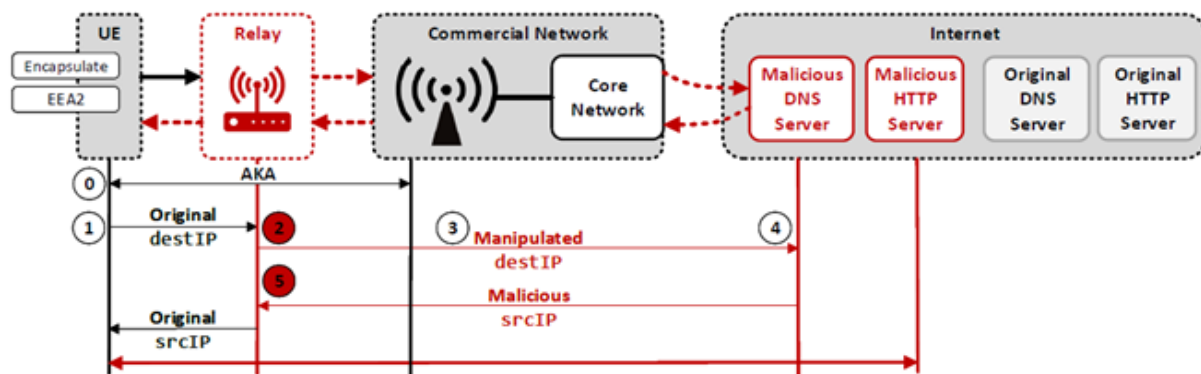 UE
Relay
Commercial Network
Internet
Encapsulate
EEA2
Core
Network
Malicious
DNS
Server
Malicious
HTTP
Server
Original
DNS
Server
Original
HTTP
Server
0
AKA
1
Original
destIP
2
3
Manipulated
destIP
4
5
Malicious
srcIP
Original
srcIP